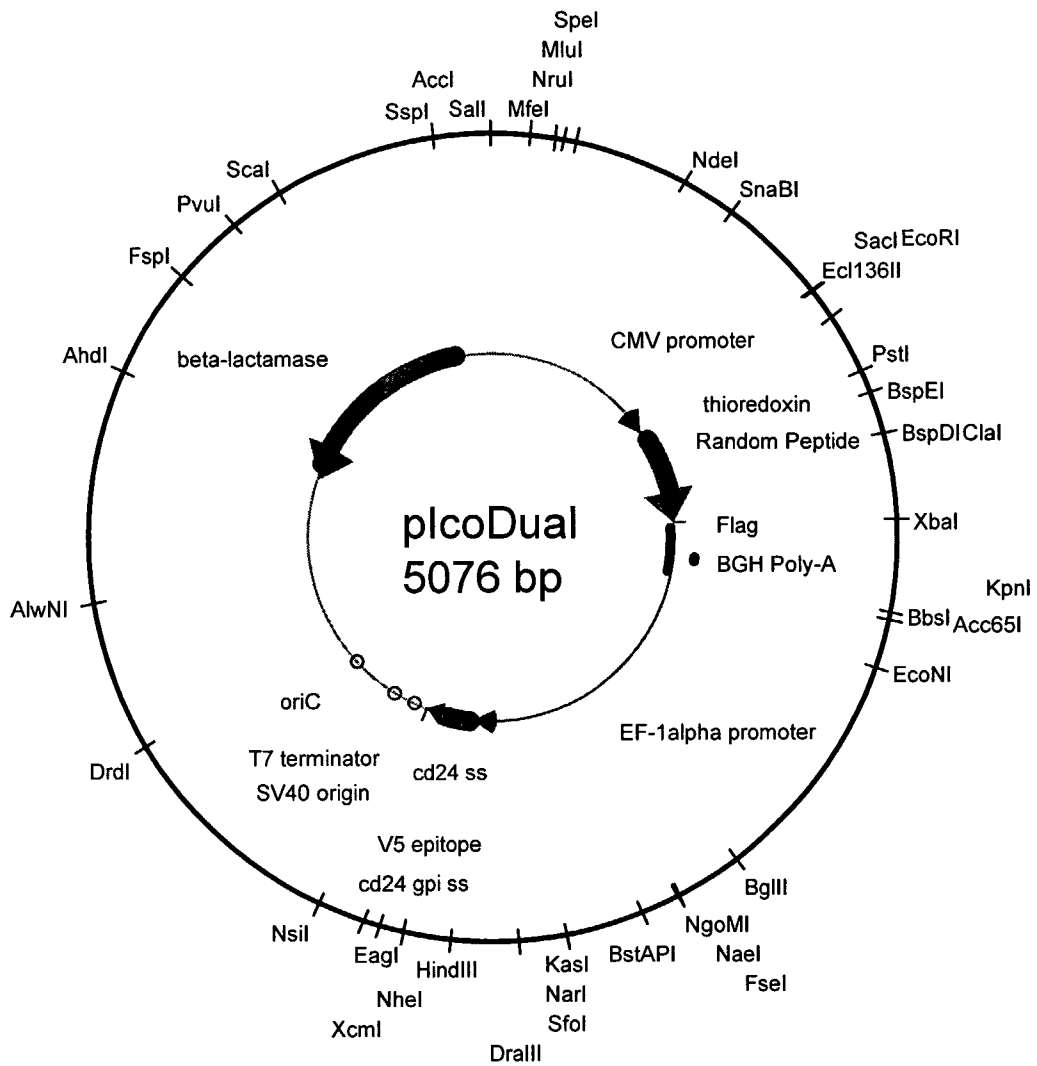 SpeI
MluI
AccI
NruI
SspI
SalI
MfeI
ScaI
NdeI
PvuI
SnaBI
FspI
SacI EcoRI
Ecl136II
AhdI
beta-lactamase
CMV promoter
PstI
BspEI
thioredoxin
Random Peptide
BspDI ClaI
pIcoDual
5076 bp
Flag
XbaI
BGH Poly-A
KpnI
AlwNI
BbsI
Acc65I
EcoNI
oriC
EF-1alpha promoter
T7 terminator
cd24 ss
DrdI
SV40 origin
V5 epitope
cd24 gpi ss
BglII
NsiI
NgoMI
EagI
HindIII
KasI
BstAPI
NaeI
NheI
NarI
FseI
XcmI
SfoI
DraIII